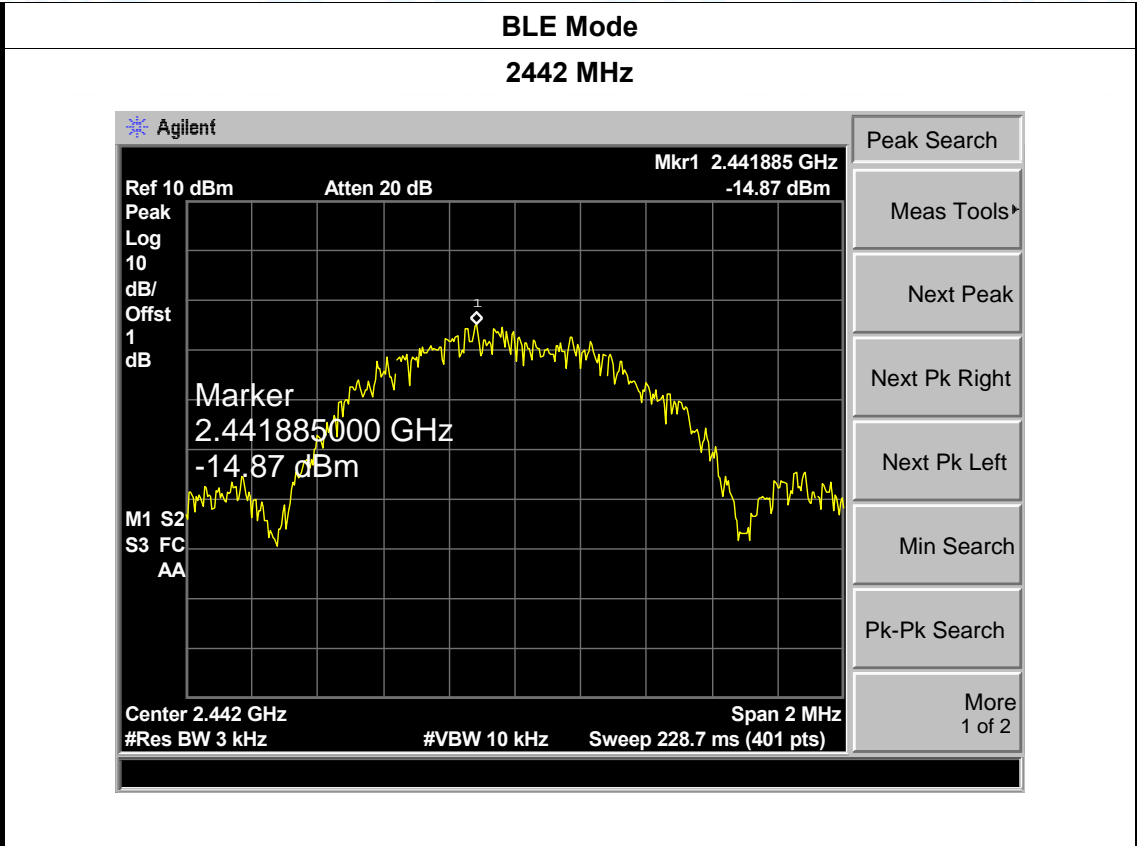 BLE Mode
2442 MHz
Agilent
Peak Search
Mkr1 2.441885 GHz
Ref 10 dBm Atten 20 dB -14.87 dBm
Peak
Log
10
dB/
Offst
1
dB
1
Marker
2.441885000 GHz
-14.87 dBm
M1 S2
S3 FC
AA
Center 2.442 GHz Span 2 MHz
#Res BW 3 kHz #VBW 10 kHz Sweep 228.7 ms (401 pts)
Meas Tools
Next Peak
Next Pk Right
Next Pk Left
Min Search
Pk-Pk Search
More
1 of 2